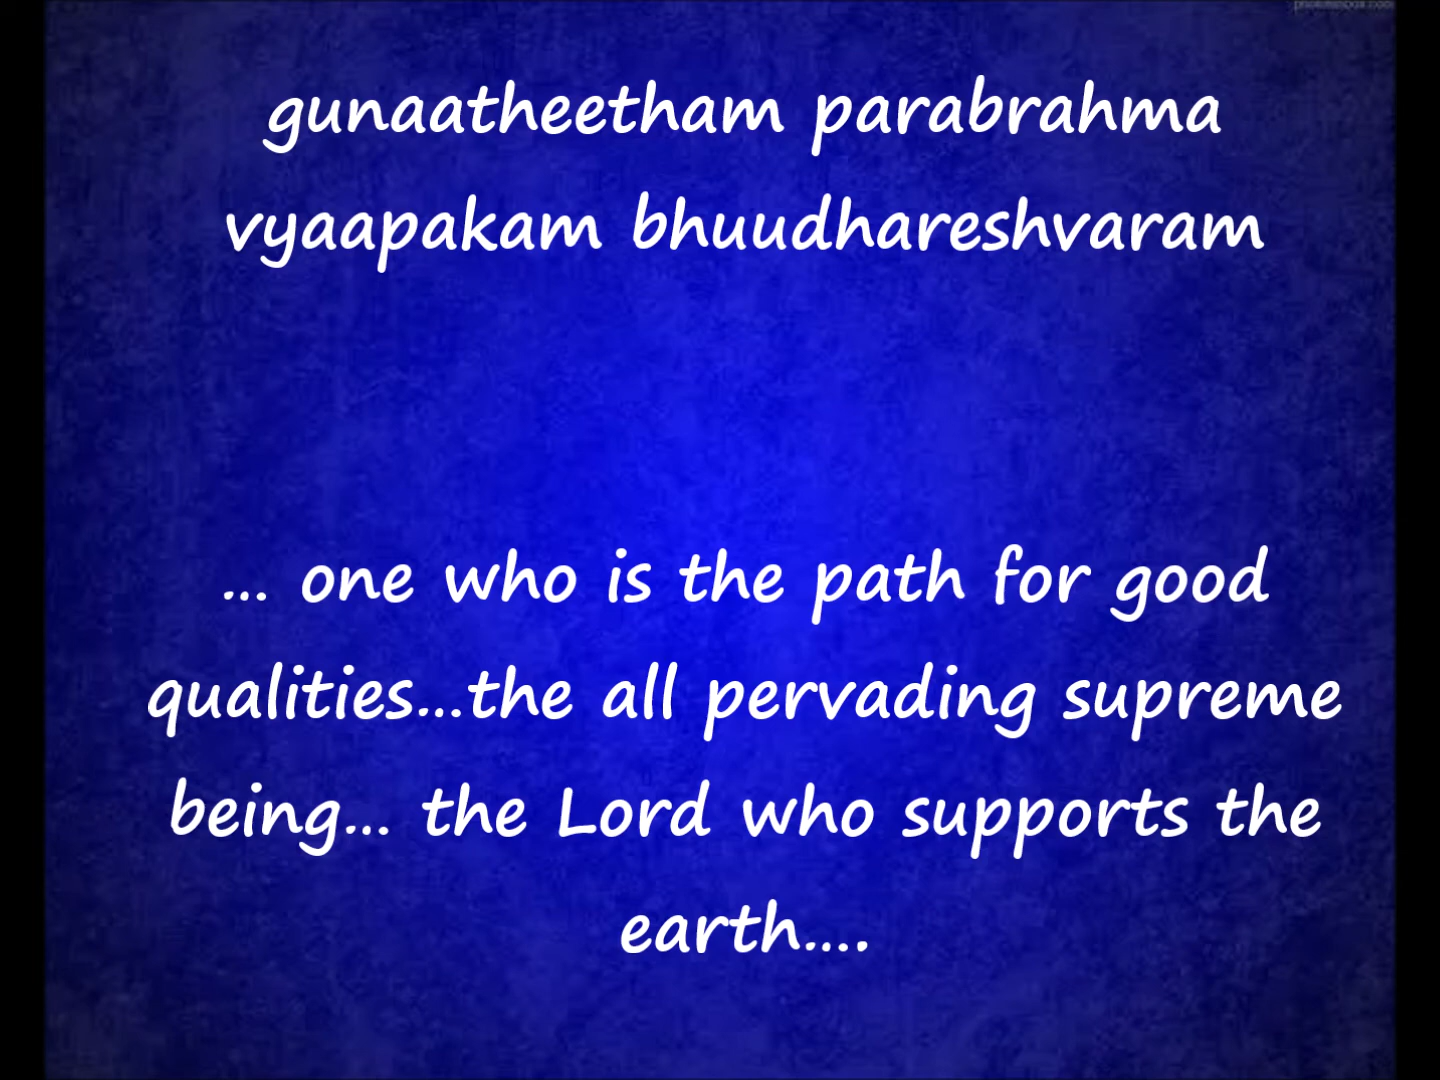 gunaatheetham parabrahma
vyaapakam bhuudhareshvaram
... one who is the path for good
qualities...the all pervading supreme
being... the Lord who supports the
earth....